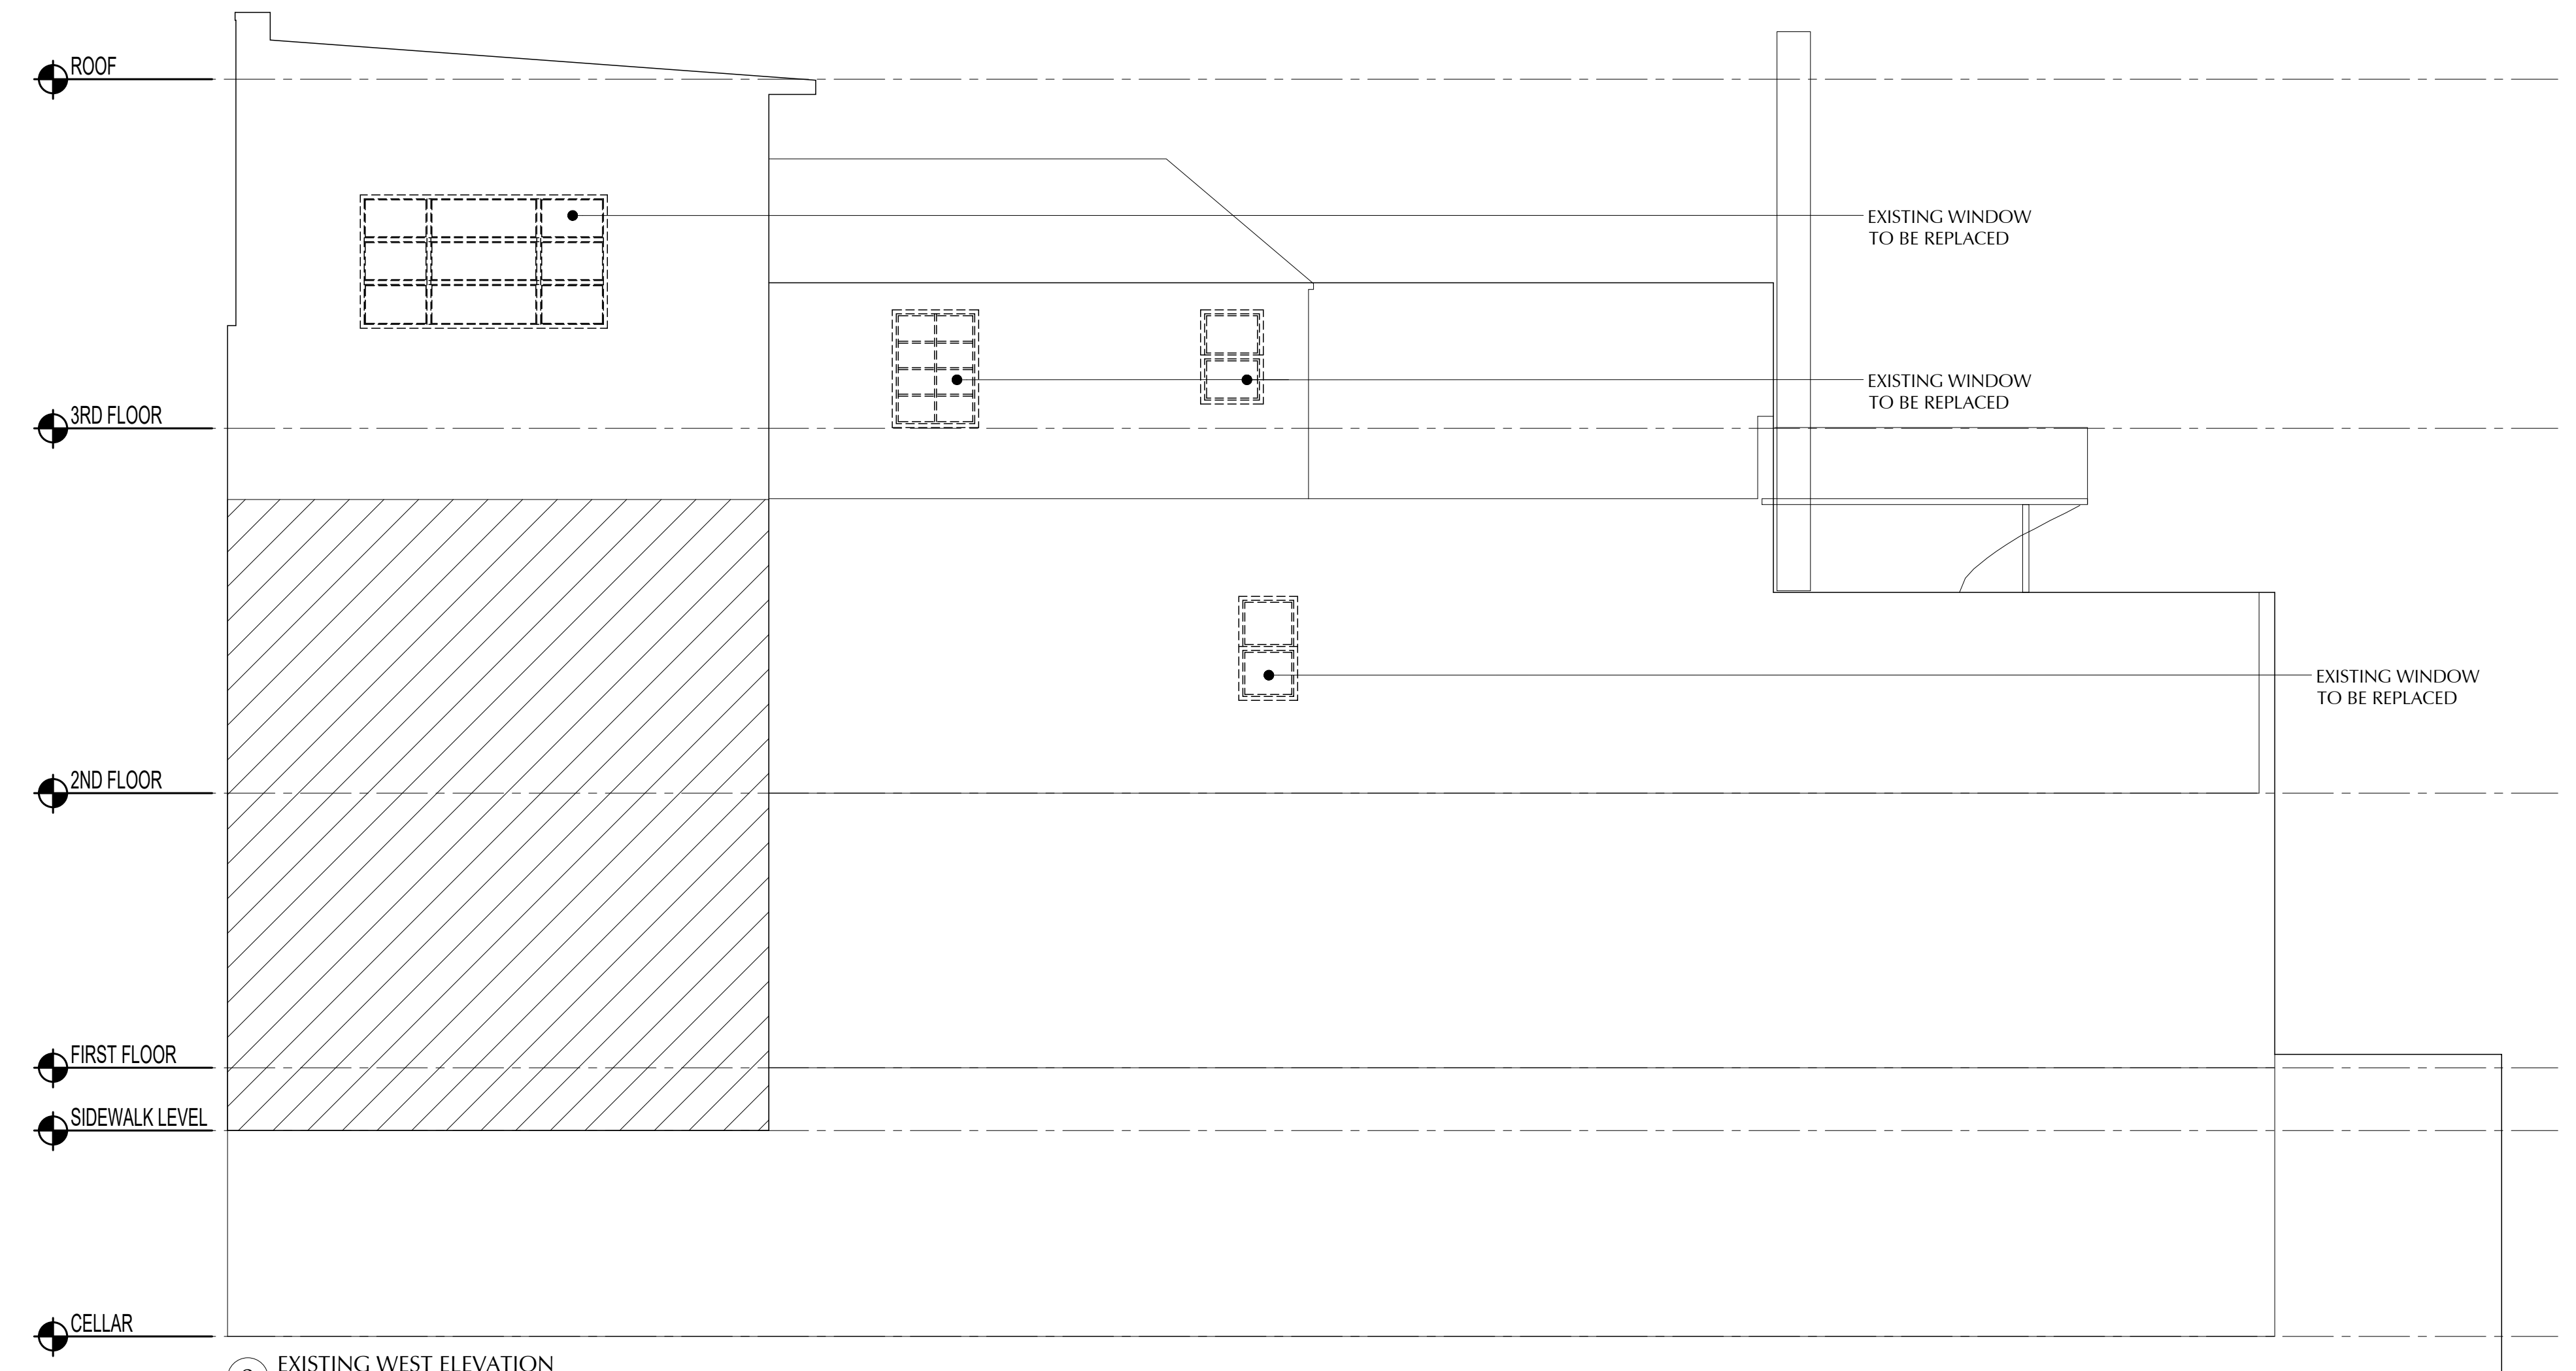 ROOF
EXISTING WINDOW
TO BE REPLACED
EXISTING WINDOW
TO BE REPLACED
3RD FLOOR
EXISTING WINDOW
TO BE REPLACED
2ND FLOOR
FIRST FLOOR
SIDEWALK LEVEL
CELLAR
EXISTING WEST ELEVATION